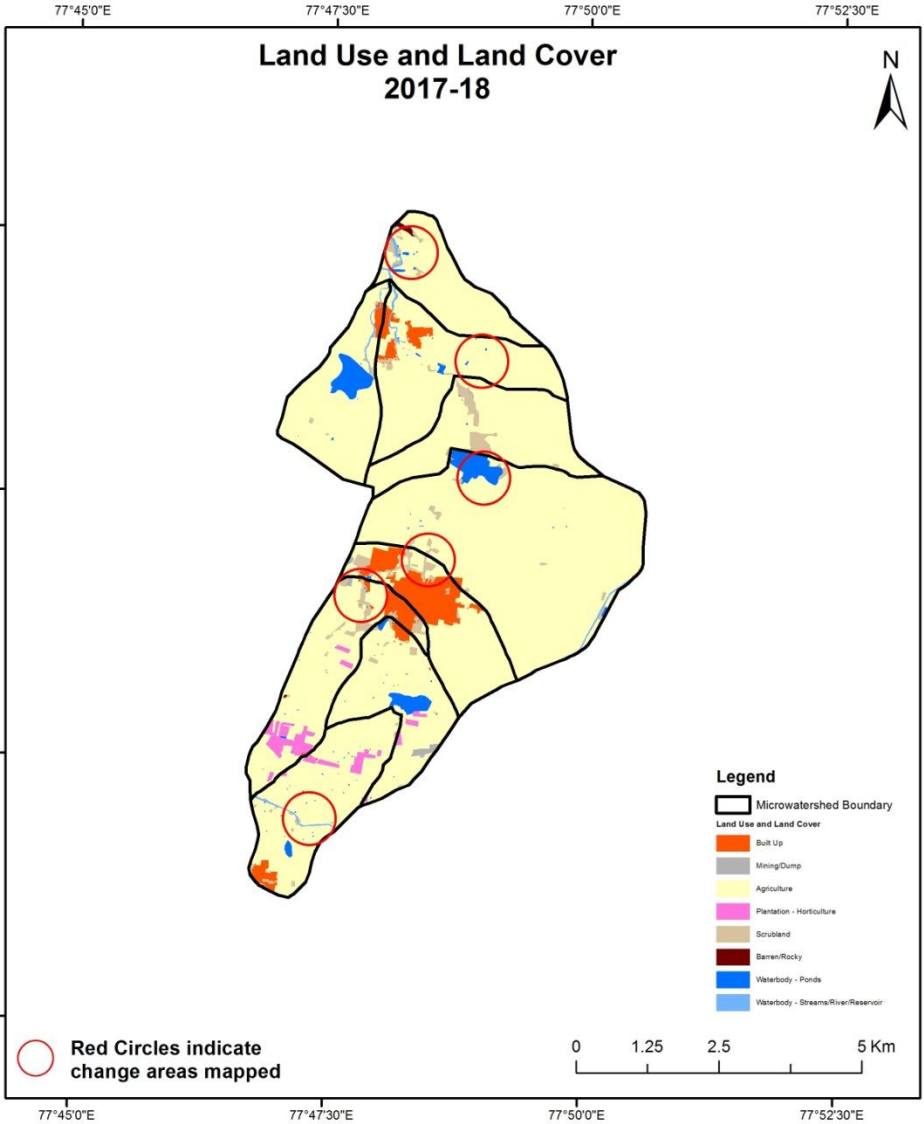 77°45'0"E 77°47'30"E 77°50'0"E 77°52'30"E
Land Use and Land Cover
2017-18
N
Legend
Microwatershed Boundary
Land Use and Land Cover
Built Up
Mining/Dump
Agriculture
Plantation - Horticulture
Scrubland
Barren/Rocky
Waterbody - Ponds
Waterbody - Streams/River/Reservoir
Red Circles indicate
change areas mapped
0 1.25 2.5 5 Km
77°45'0"E 77°47'30"E 77°50'0"E 77°52'30"E